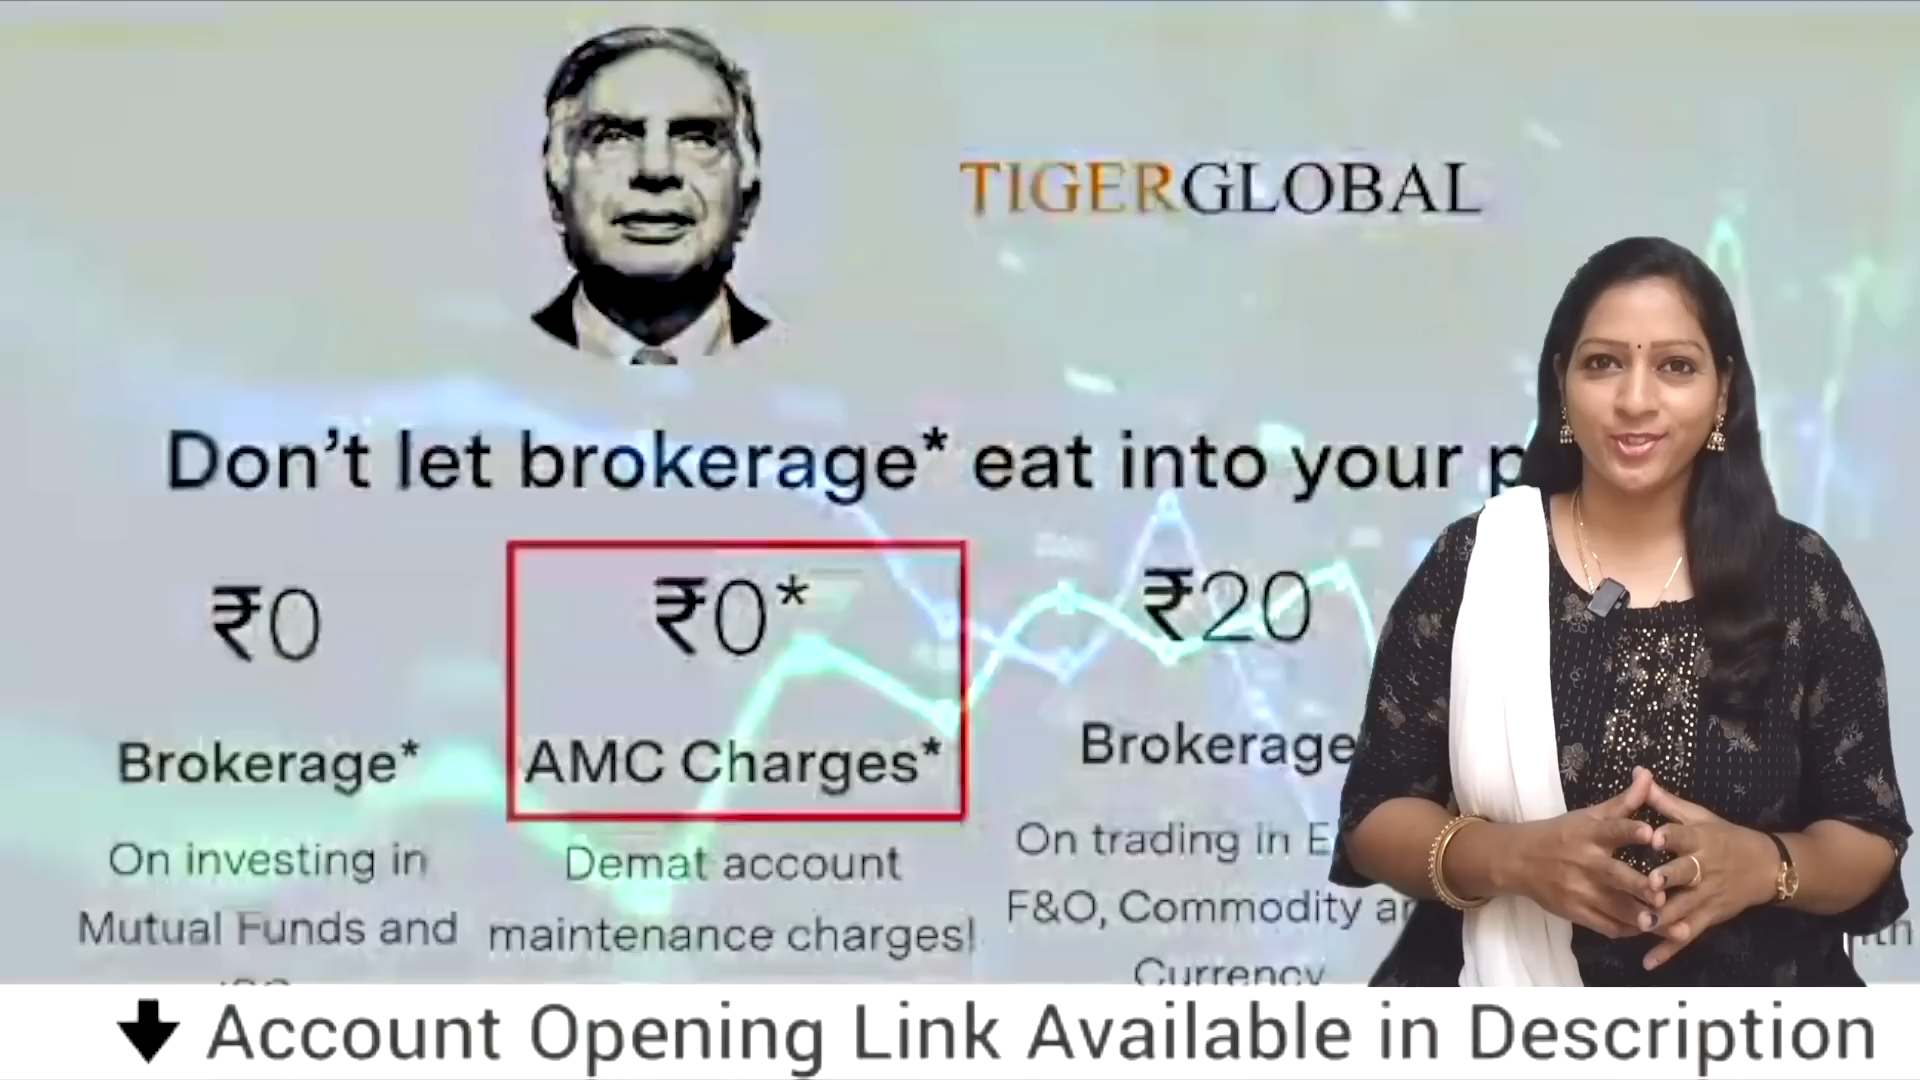 TIGERGLOBAL
Don't let brokerage* eat into your
₹0
₹0*
₹20
Brokerage*
AMC Charges*
Brokerage
On investing in
Mutual Funds and
Demat account
maintenance charges!
On trading in
F&O, Commodity
Currency
Account Opening Link Available in Description